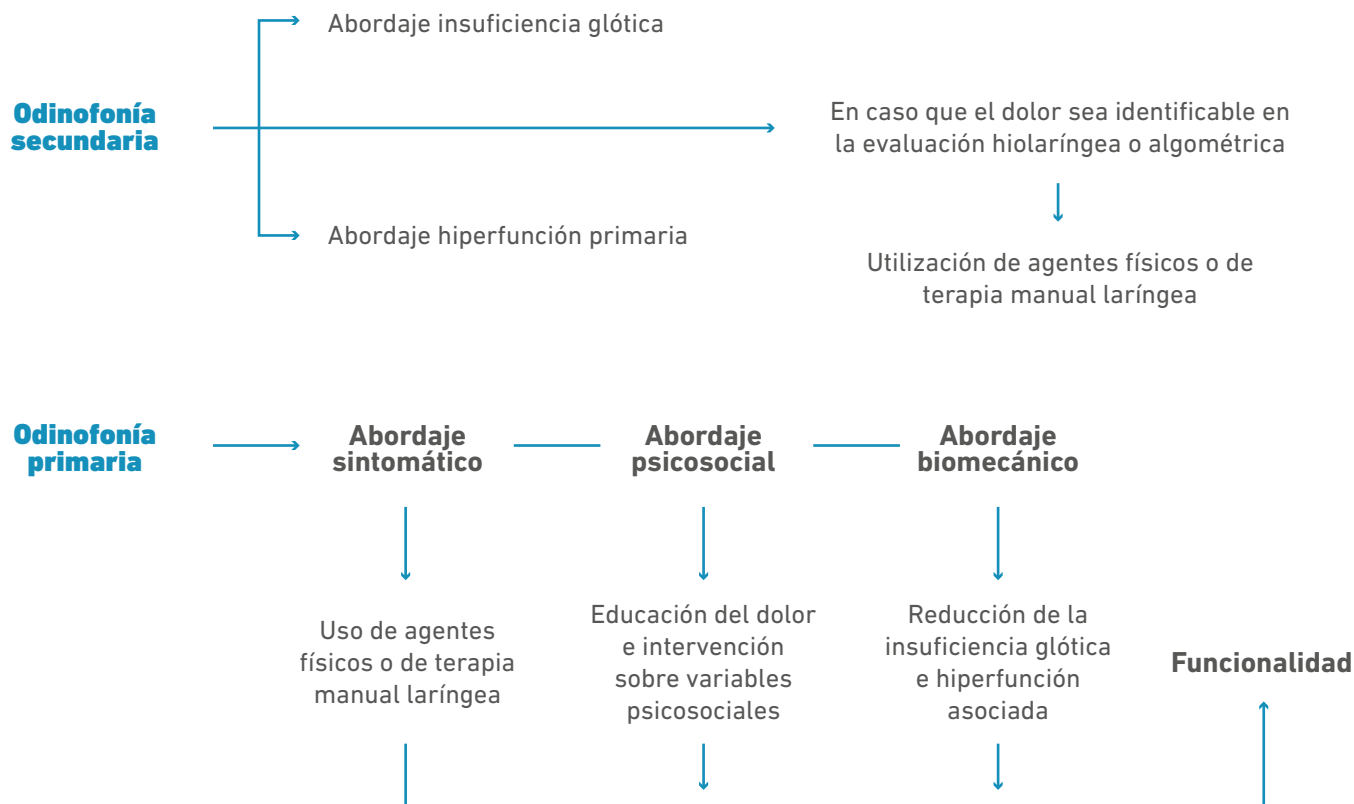 Abordaje insuficiencia glótica
Odinofonía
secundaria
En caso que el dolor sea identificable en
la evaluación hiolaríngea o algométrica
Abordaje hiperfunción primaria
Utilización de agentes físicos o de
terapia manual laríngea
Odinofonía
primaria
Abordaje
sintomático
Abordaje
psicosocial
Abordaje
biomecánico
Uso de agentes
físicos o de terapia
manual laríngea
Educación del dolor
e intervención
sobre variables
psicosociales
Reducción de la
insuficiencia glótica
e hiperfunción
asociada
Funcionalidad